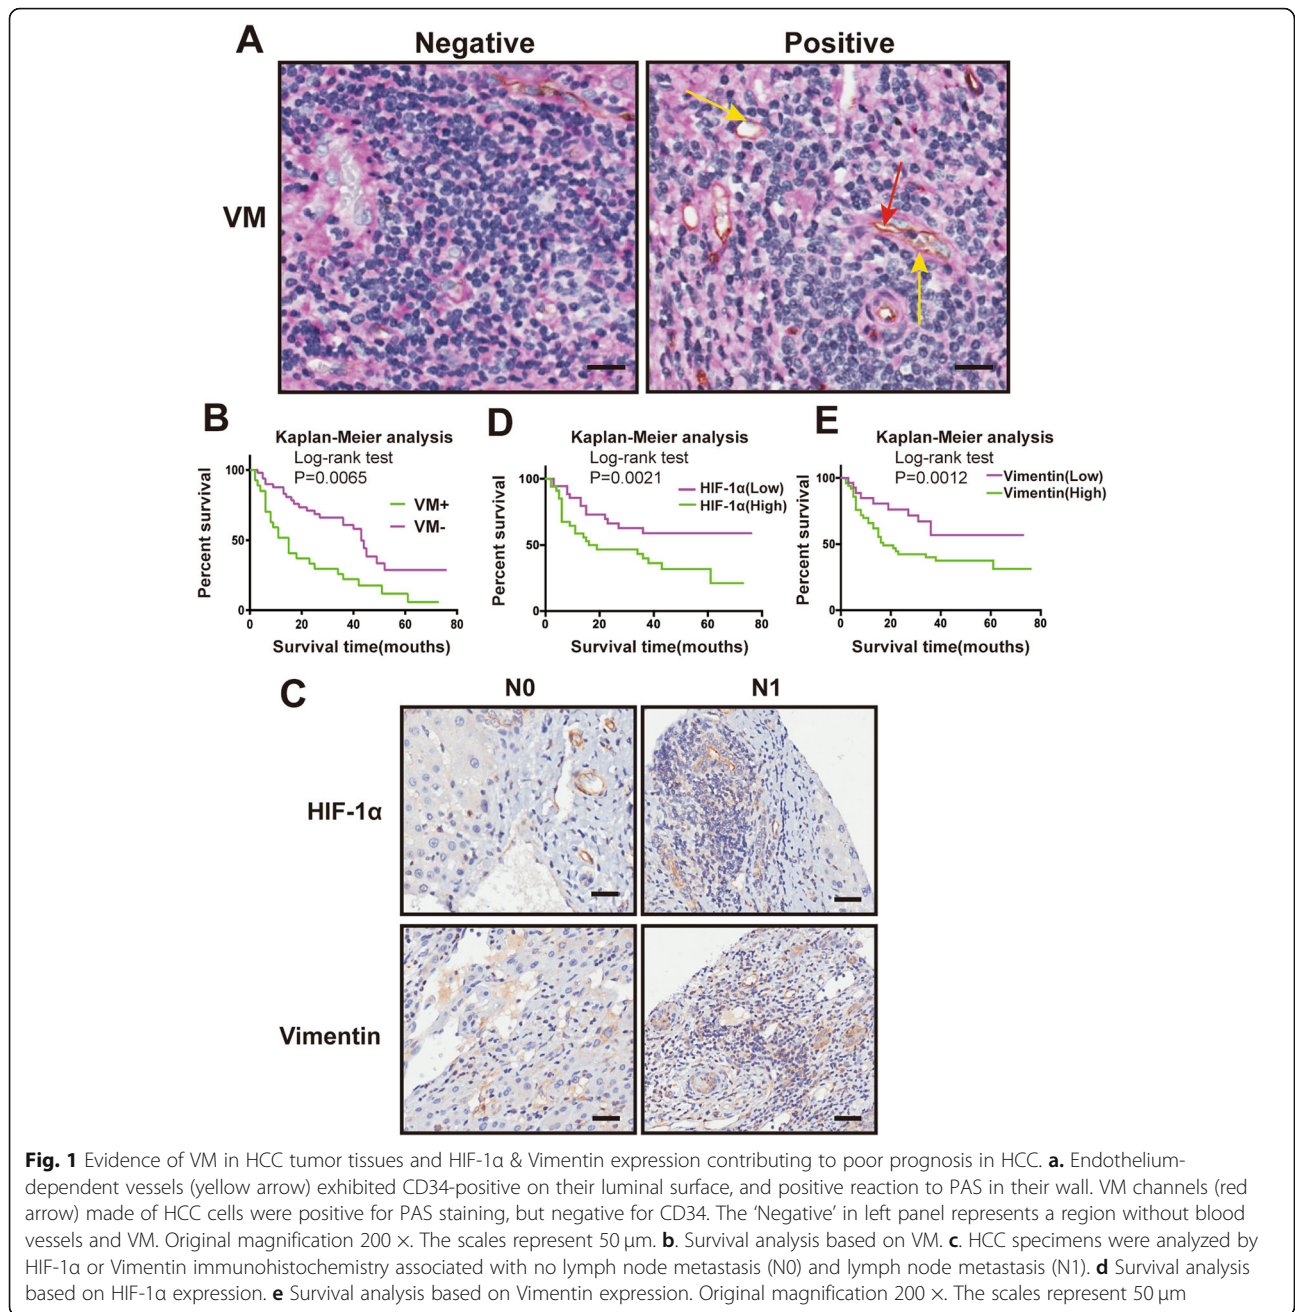 A
Negative
Positive
VM
B
Kaplan-Meier analysis
Log-rank test
P=0.0065
VM+
VM-
Percent survival
100
50
0
0 20 40 60 80
Survival time(mouths)
D
Kaplan-Meier analysis
Log-rank test
P=0.0021
HIF-1α(Low)
HIF-1α(High)
Percent survival
100
50
0
0 20 40 60 80
Survival time(mouths)
E
Kaplan-Meier analysis
Log-rank test
P=0.0012
Vimentin(Low)
Vimentin(High)
Percent survival
100
50
0
0 20 40 60 80
Survival time(mouths)
C
N0
N1
HIF-1α
Vimentin
Fig. 1 Evidence of VM in HCC tumor tissues and HIF-1α & Vimentin expression contributing to poor prognosis in HCC. a. Endothelium-
dependent vessels (yellow arrow) exhibited CD34-positive on their luminal surface, and positive reaction to PAS in their wall. VM channels (red
arrow) made of HCC cells were positive for PAS staining, but negative for CD34. The ‘Negative’ in left panel represents a region without blood
vessels and VM. Original magnification 200 ×. The scales represent 50 μm. b. Survival analysis based on VM. c. HCC specimens were analyzed by
HIF-1α or Vimentin immunohistochemistry associated with no lymph node metastasis (N0) and lymph node metastasis (N1). d Survival analysis
based on HIF-1α expression. e Survival analysis based on Vimentin expression. Original magnification 200 ×. The scales represent 50 μm